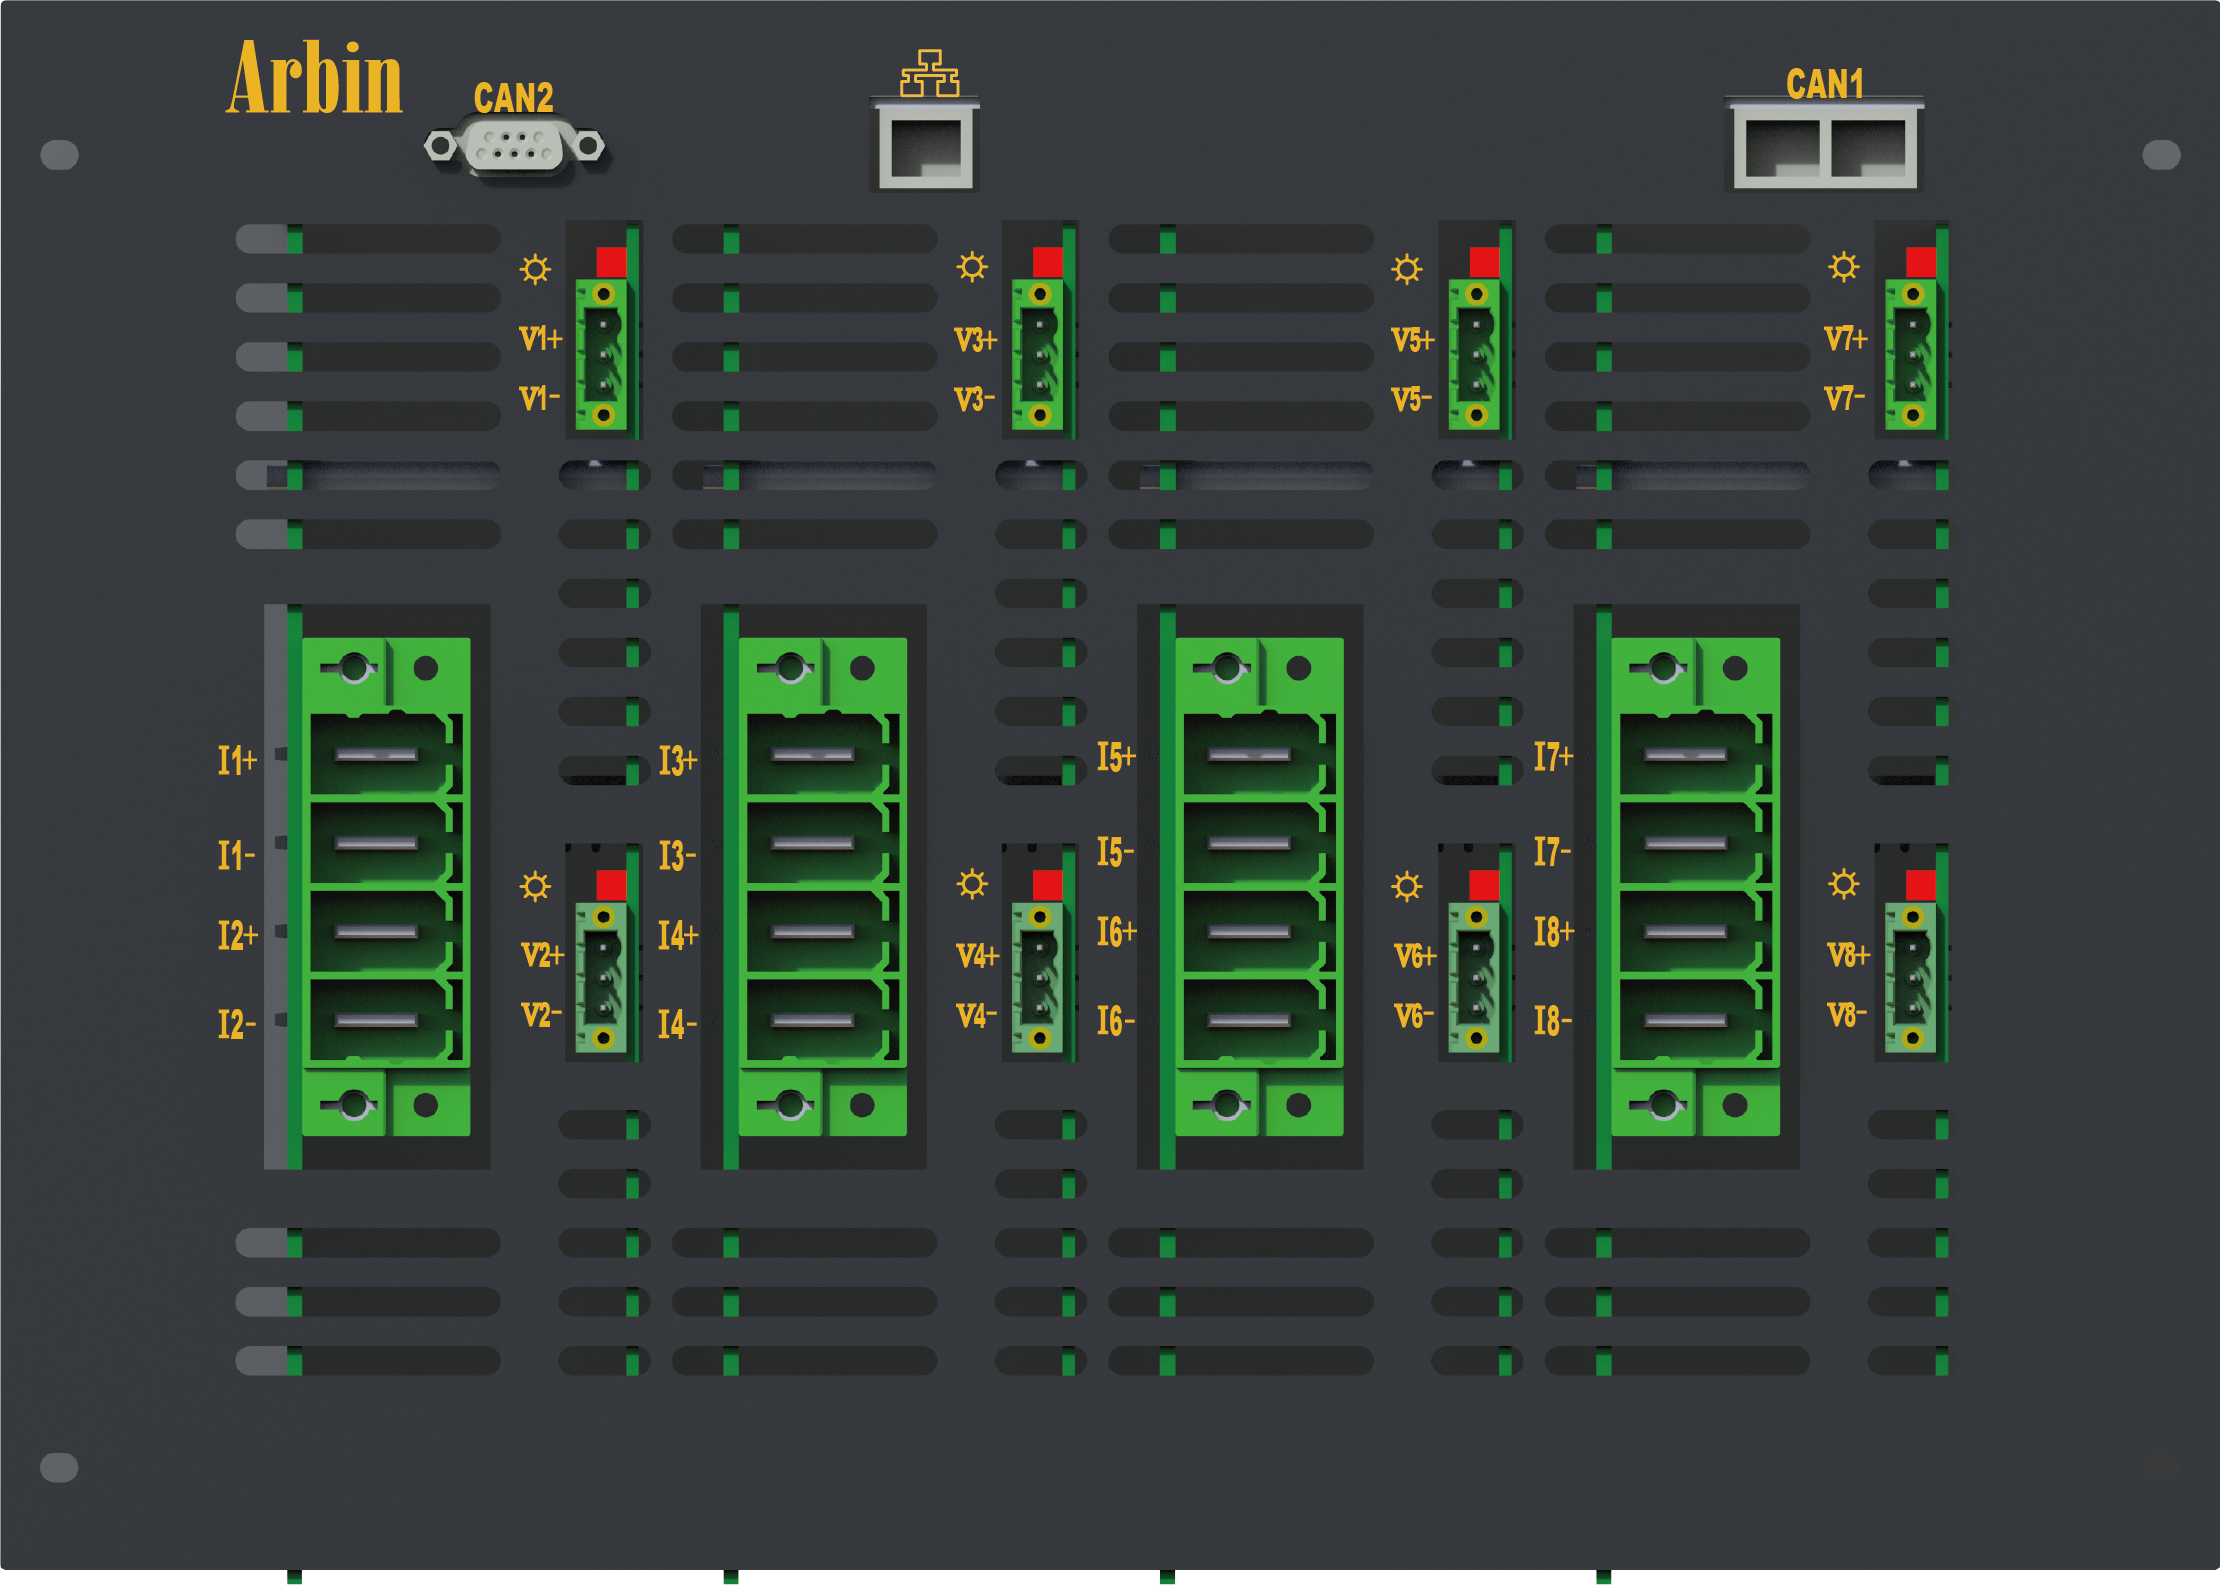 Arbin
CAN2
CAN1
V1+
V3+
V5+
V7+
V1-
V3-
V5-
V7-
I1+
I3+
I5+
I7+
I1-
I3-
I5-
I7-
I2+
I4+
I6+
I8+
V2+
V4+
V6+
V8+
V2-
V4-
V6-
V8-
I2-
I4-
I6-
I8-